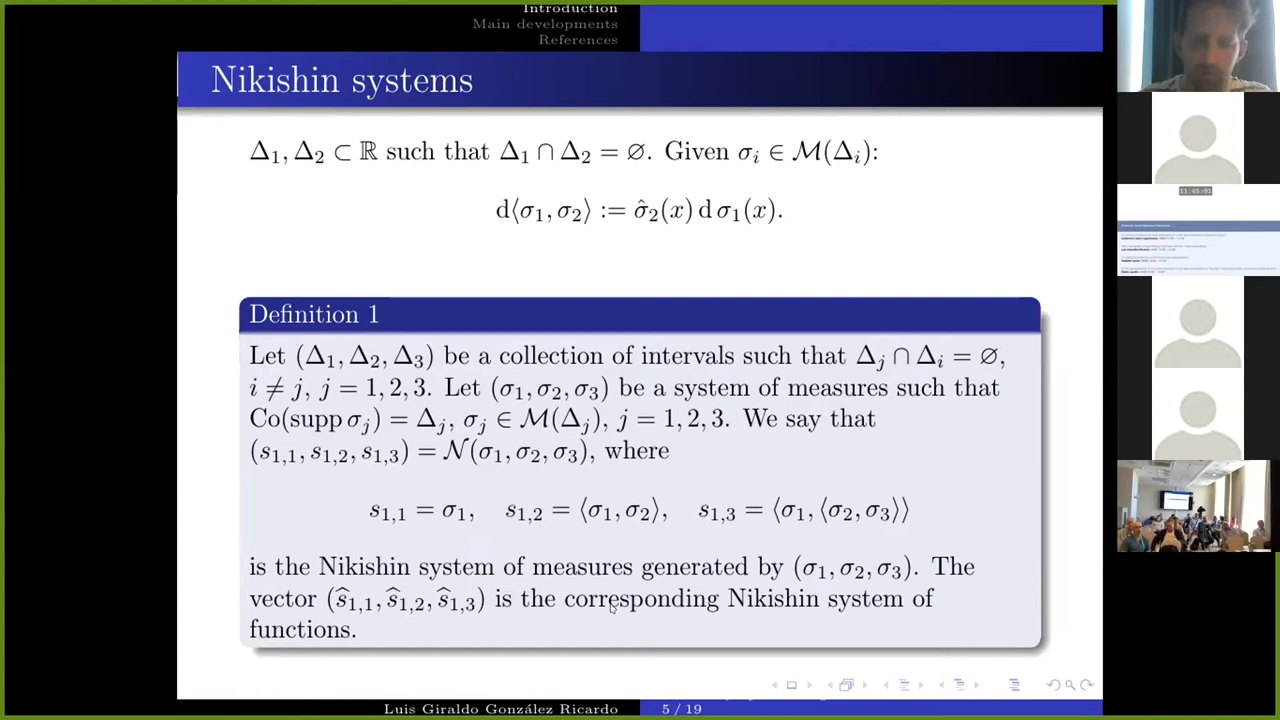 Introduction
Main developments
References
Nikishin systems
Δ₁, Δ₂ ⊂ ℝ such that Δ₁ ∩ Δ₂ = ∅. Given σᵢ ∈ ℳ(Δᵢ):
d⟨σ₁, σ₂⟩ := σ̂₂(x) d σ₁(x).
Definition 1
Let (Δ₁, Δ₂, Δ₃) be a collection of intervals such that Δⱼ ∩ Δᵢ = ∅,
i ≠ j, j = 1, 2, 3. Let (σ₁, σ₂, σ₃) be a system of measures such that
Co(supp σⱼ) = Δⱼ, σⱼ ∈ ℳ(Δⱼ), j = 1, 2, 3. We say that
(s₁,₁, s₁,₂, s₁,₃) = 𝒩(σ₁, σ₂, σ₃), where
s₁,₁ = σ₁, s₁,₂ = ⟨σ₁, σ₂⟩, s₁,₃ = ⟨σ₁, ⟨σ₂, σ₃⟩⟩
is the Nikishin system of measures generated by (σ₁, σ₂, σ₃). The
vector (ŝ₁,₁, ŝ₁,₂, ŝ₁,₃) is the corresponding Nikishin system of
functions.
Luis Giraldo González Ricardo
5 / 19